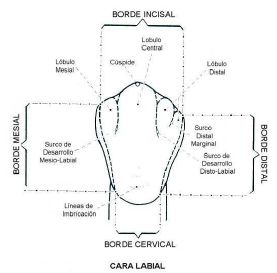 BORDE INCISAL
Lobulo
Central
Lóbulo
Mesial
Cúspide
Lóbulo
Distal
BORDE MESIAL
BORDE DISTAL
Surco de
Desarrollo
Mesio-Labial
Surco
Distal
Marginal
Surco de
Desarrollo
Disto-Labial
Líneas de
Imbricación
BORDE CERVICAL
CARA LABIAL